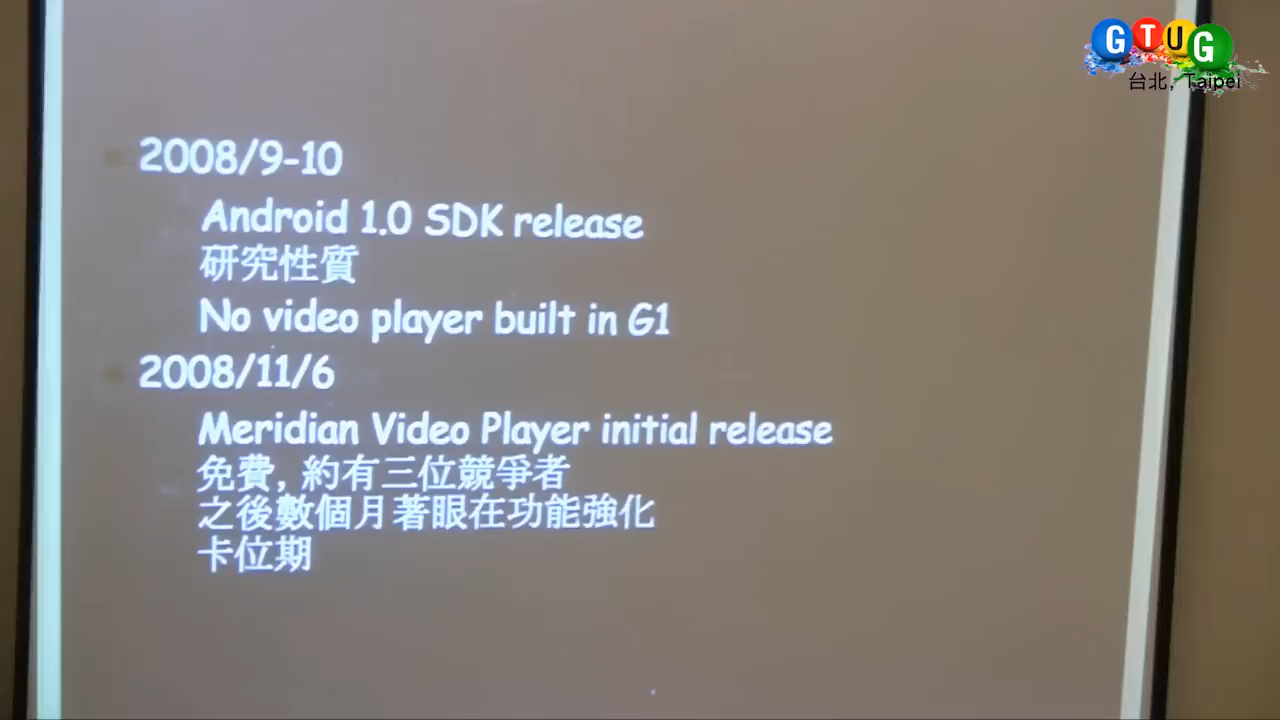 GTUG
台北, Taipei
2008/9-10
Android 1.0 SDK release
研究性質
No video player built in G1
2008/11/6
Meridian Video Player initial release
免費, 約有三位競爭者
之後數個月著眼在功能強化
卡位期